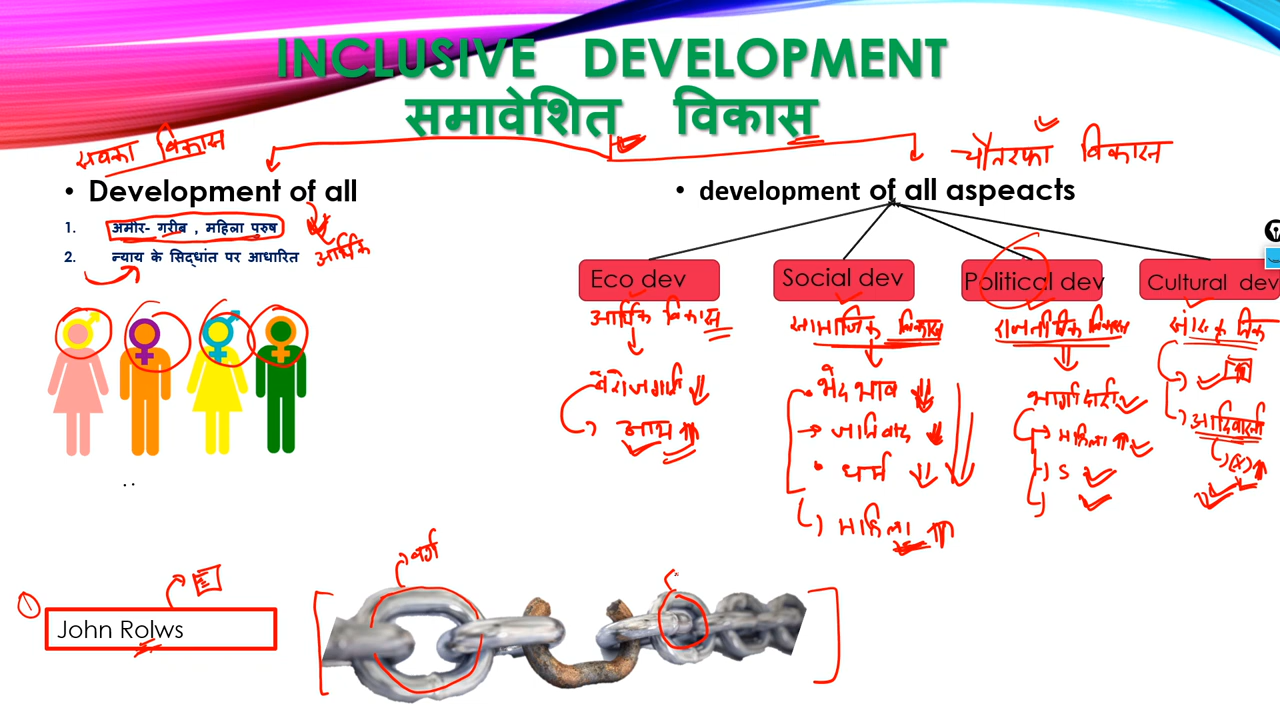 INCLUSIVE DEVELOPMENT
समावेशित विकास
सबका विकास
चौतरफा विकास
• Development of all
1. अमीर- गरीब , महिला पुरुष
2. न्याय के सिद्धांत पर आधारित
आर्थिक
• development of all aspeacts
Eco dev
Social dev
Political dev
Cultural dev
आर्थिक विकास
सामाजिक विकास
राजनीतिक विकास
बेरोजगारी
आय
भेदभाव
जातिवाद
धर्म
महिला
भागीदारी
महिला
S
आदिवासी
..
वर्ग
1
John Rolws